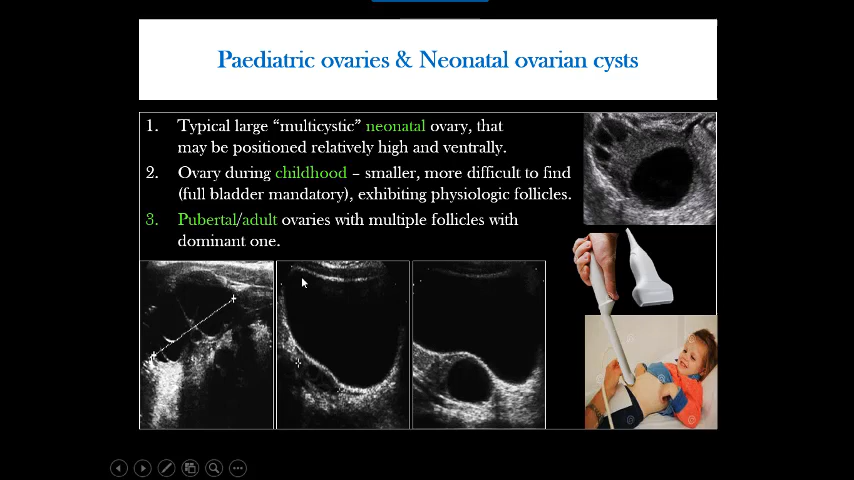 Paediatric ovaries & Neonatal ovarian cysts
1. Typical large “multicystic” neonatal ovary, that
may be positioned relatively high and ventrally.
2. Ovary during childhood – smaller, more difficult to find
(full bladder mandatory), exhibiting physiologic follicles.
3. Pubertal/adult ovaries with multiple follicles with
dominant one.